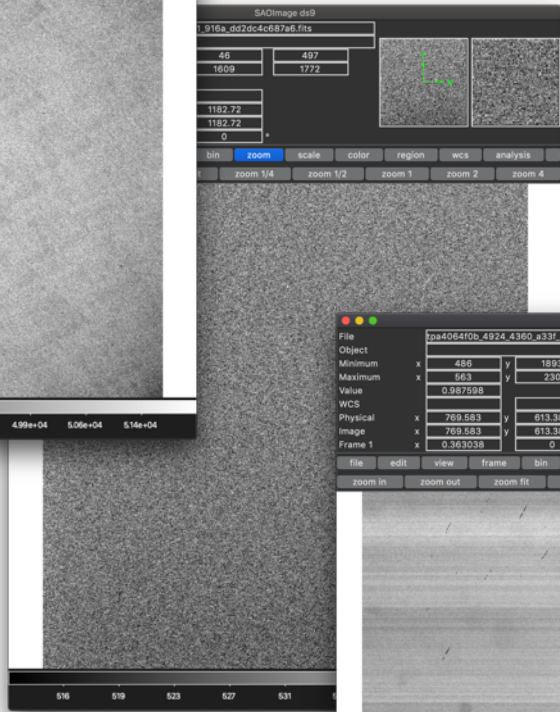 SAOImage ds9
1_916a_dd2dc4c687a6.fits
46 497
1609 1772
1182.72
1182.72
0 °
bin zoom scale color region wcs analysis
zoom 1/4 zoom 1/2 zoom 1 zoom 2 zoom 4
4.99e+04 5.06e+04 5.14e+04
File tpa4064f0b_4924_4360_a33f_
Object
Minimum x 486 y 1893
Maximum x 563 y 230
Value 0.987598
WCS
Physical x 769.583 y 613.38
Image x 769.583 y 613.38
Frame 1 x 0.363038 0
file edit view frame bin
zoom in zoom out zoom fit
516 519 523 527 531